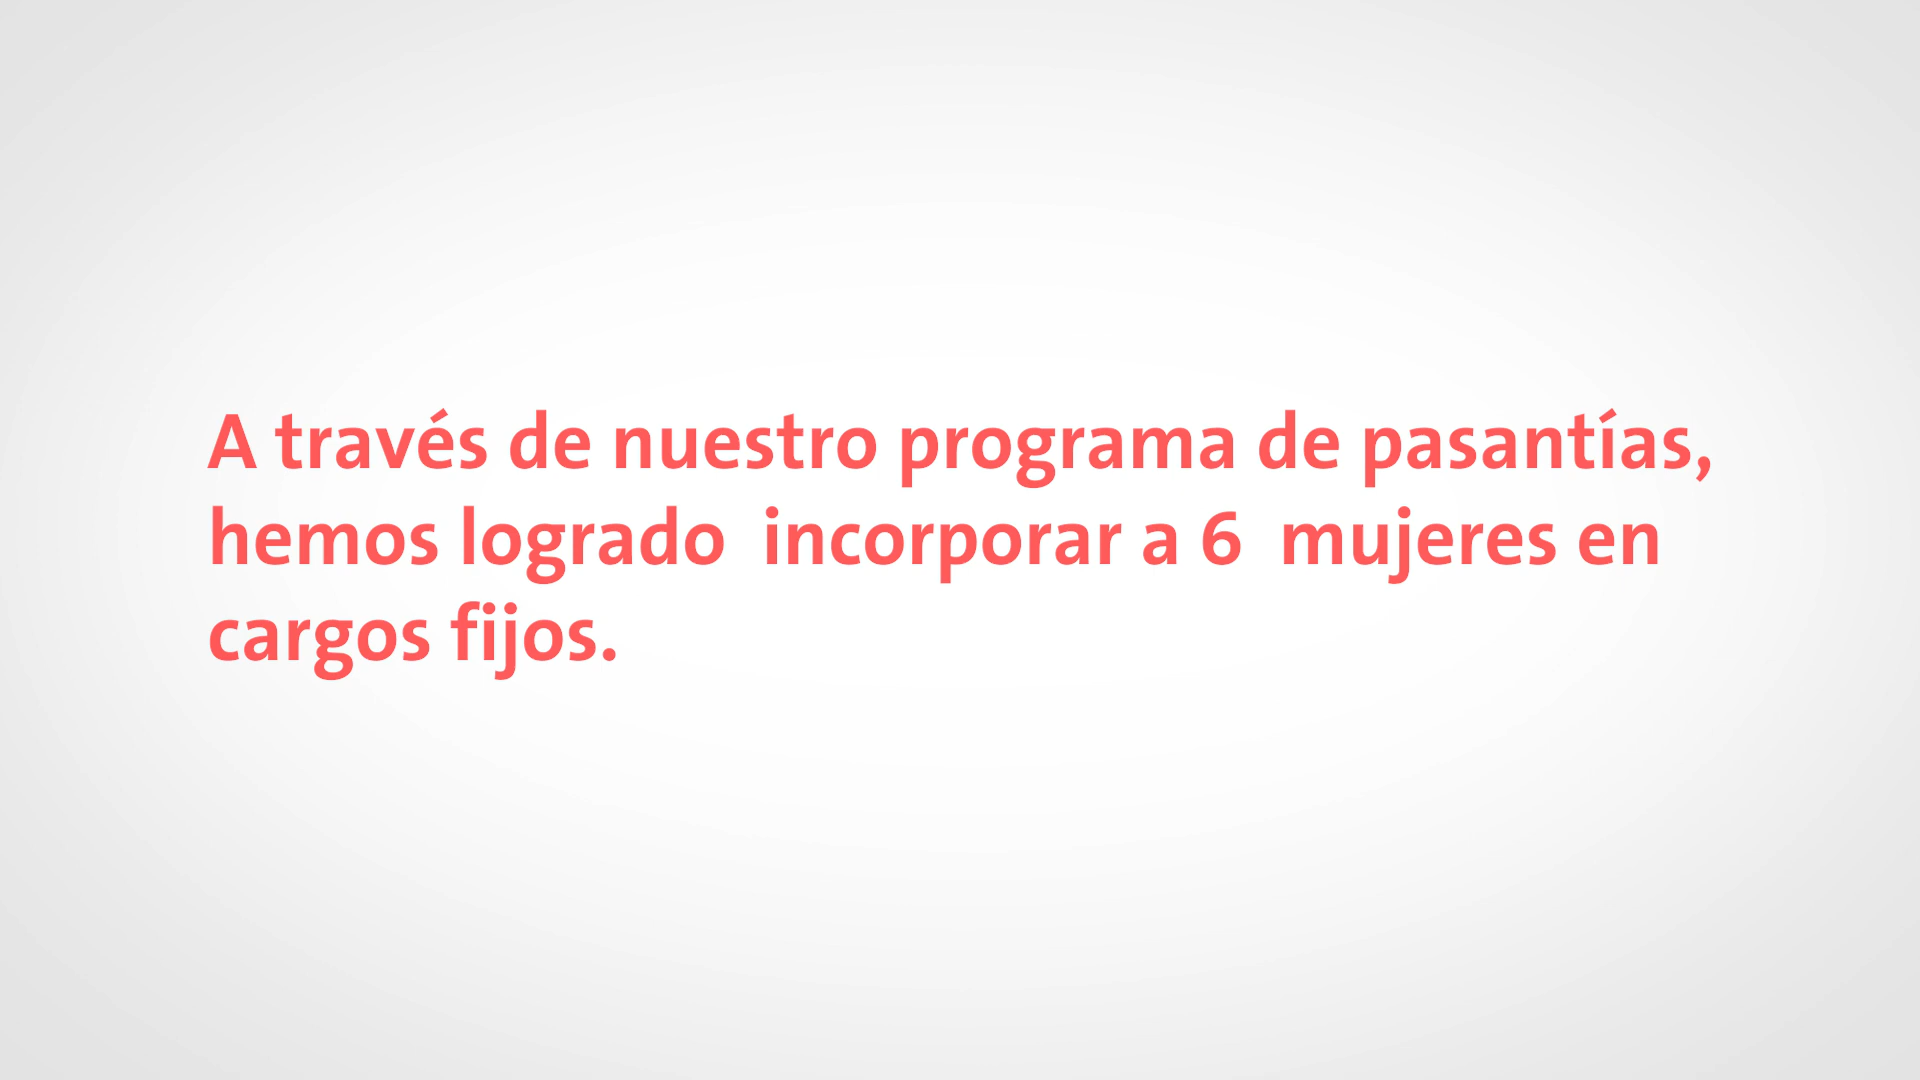 A través de nuestro programa de pasantías,
hemos logrado  incorporar a 6  mujeres en
cargos fijos.